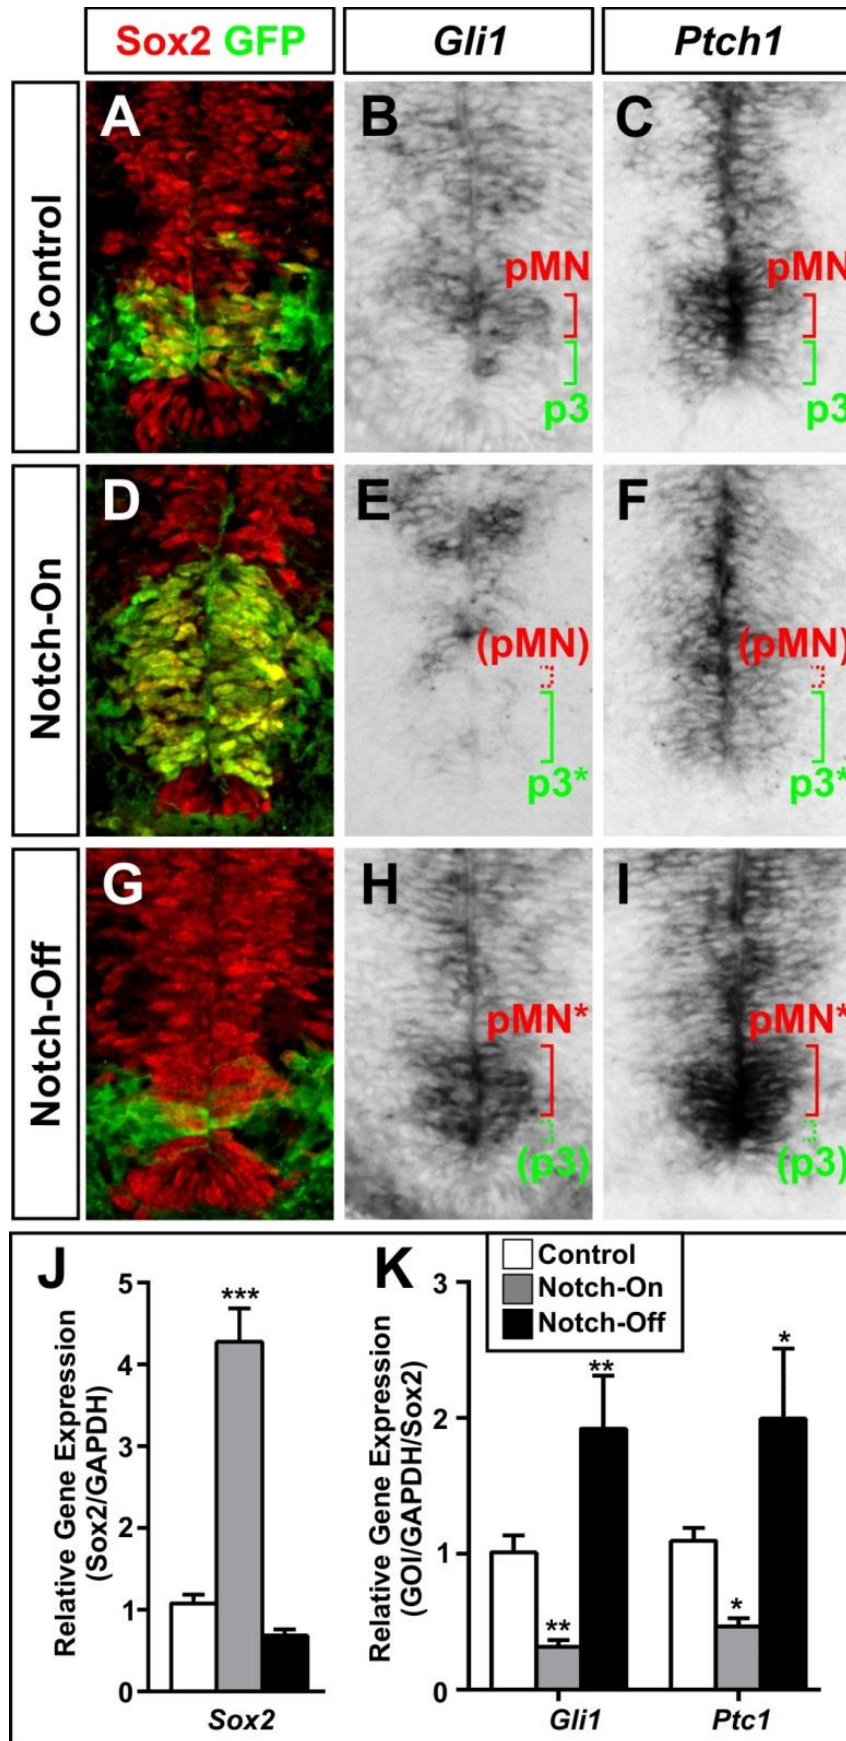 Sox2 GFP
Gli1
Ptch1
Control
A
B
C
pMN
p3
pMN
p3
Notch-On
D
E
F
(pMN)
p3*
(pMN)
p3*
Notch-Off
G
H
I
pMN*
(p3)
pMN*
(p3)
J
Relative Gene Expression
(Sox2/GAPDH)
5
4
3
2
1
0
***
Sox2
K
Control
Notch-On
Notch-Off
Relative Gene Expression
(GOI/GAPDH/Sox2)
3
2
1
0
**
**
*
*
Gli1
Ptc1